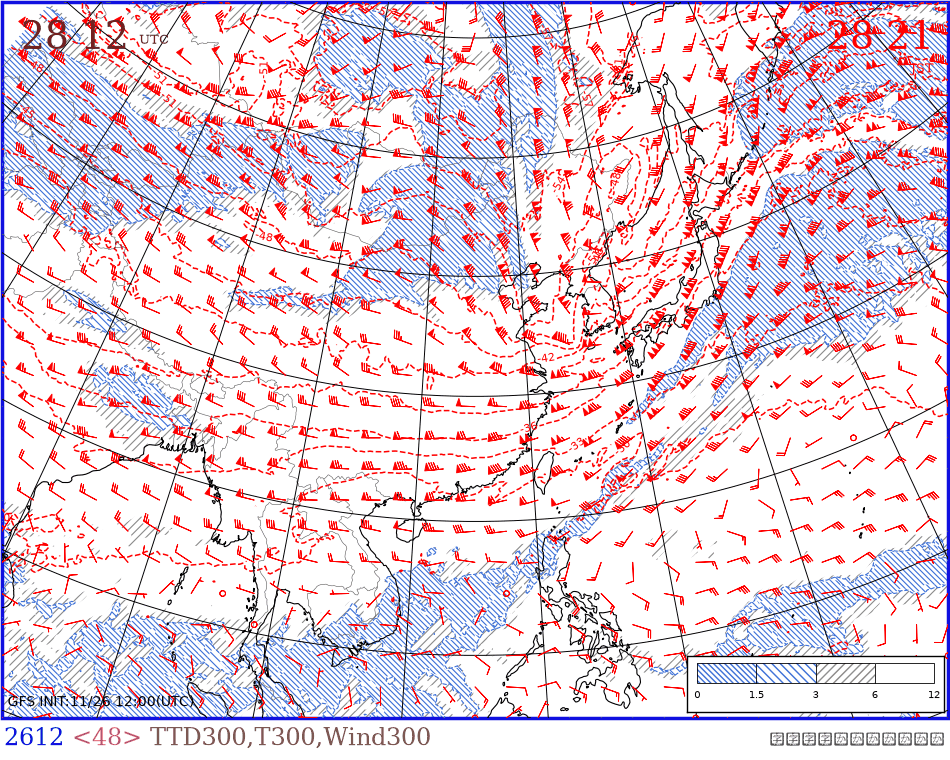 28 12 UTC 28 21
-48
-42
-36
-33
GFS INIT:11/26 12:00(UTC)
0 1.5 3 6 12
2612 <48> TTD300,T300,Wind300